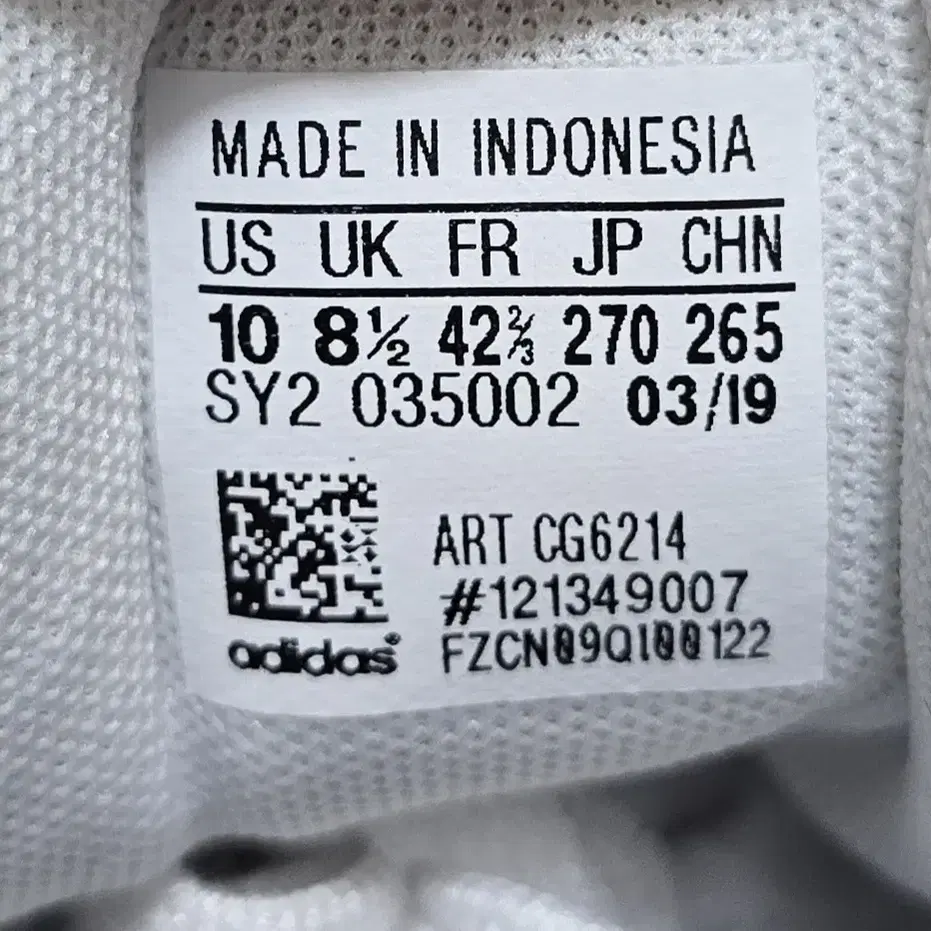 MADE IN INDONESIA
US UK FR JP CHN
10 8½ 42⅔ 270 265
SY2 035002 03/19
ART CG6214
#121349007
adidas® FZCN09Q100122